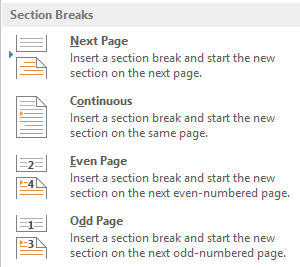 Section Breaks
Next Page
Insert a section break and start the new
section on the next page.
Continuous
Insert a section break and start the new
section on the same page.
2
4
Even Page
Insert a section break and start the new
section on the next even-numbered page.
1
3
Odd Page
Insert a section break and start the new
section on the next odd-numbered page.